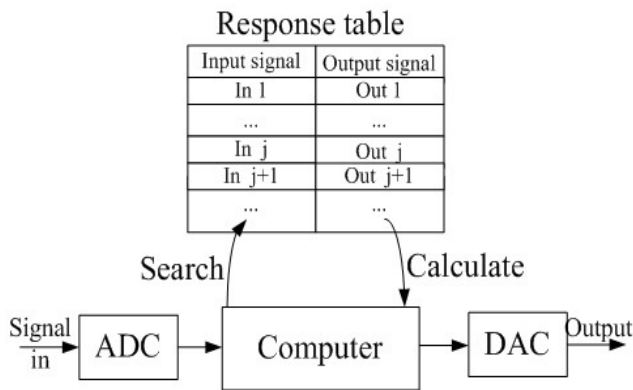 Response table
Input signal Output signal
In 1 Out 1
... ...
In j Out j
In j+1 Out j+1
... ...
Search Calculate
Signal in
ADC
Computer
DAC
Output